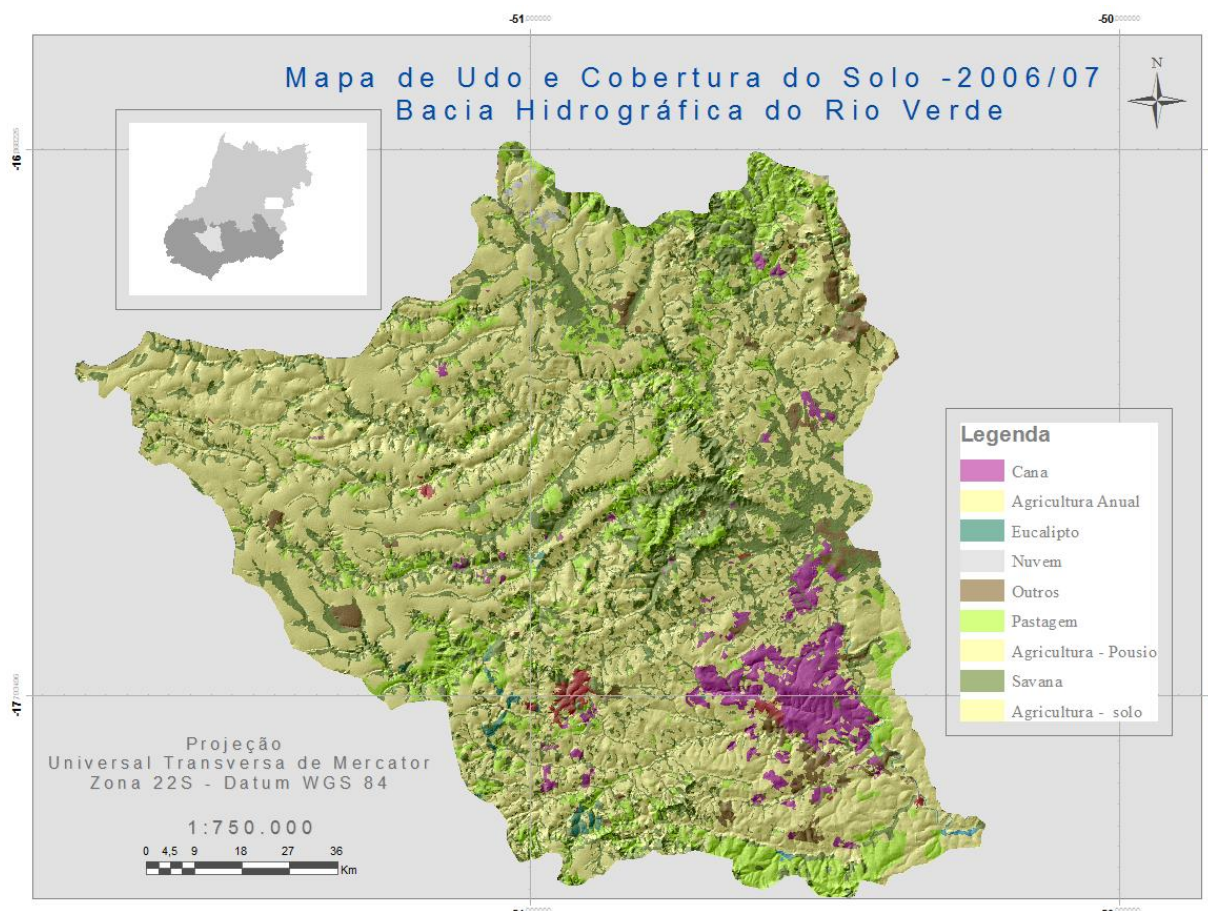 -51
-50
Mapa de Udo e Cobertura do Solo -2006/07
Bacia Hidrográfica do Rio Verde
N
-16
Legenda
Cana
Agricultura Anual
Eucalipto
Nuvem
Outros
Pastagem
Agricultura - Pousio
Savana
Agricultura - solo
-17
Projeção
Universal Transversa de Mercator
Zona 22S - Datum WGS 84
1:750.000
0 4,5 9 18 27 36
Km